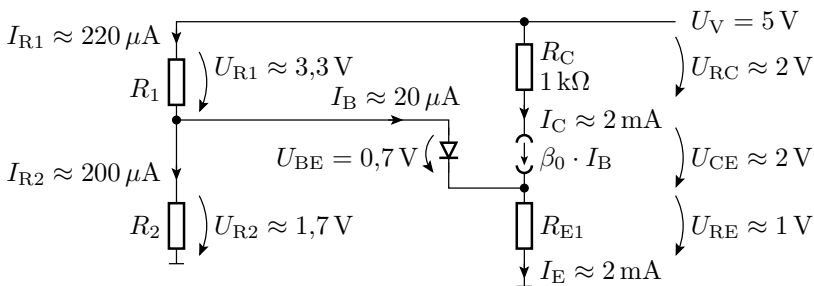 U_V = 5 V
I_R1 ≈ 220 μA
R_C
1 kΩ
U_R1 ≈ 3,3 V
U_RC ≈ 2 V
R_1
I_B ≈ 20 μA
I_C ≈ 2 mA
U_BE = 0,7 V
β_0 · I_B
U_CE ≈ 2 V
I_R2 ≈ 200 μA
R_2
U_R2 ≈ 1,7 V
R_E1
U_RE ≈ 1 V
I_E ≈ 2 mA